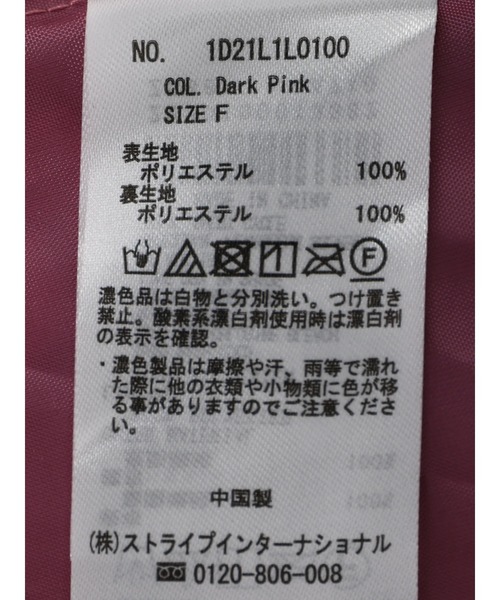 NO. 1D21L1L0100
COL. Dark Pink
SIZE F
表生地
ポリエステル 100%
裏生地
ポリエステル 100%
F
濃色品は白物と分別洗い。つけ置き
禁止。酸素系漂白剤使用時は漂白剤
の表示を確認。
・濃色製品は摩擦や汗、雨等で濡れ
た際に他の衣類や小物類に色が移
る事がありますのでご注意くださ
い。
中国製
(株)ストライプインターナショナル
0120-806-008